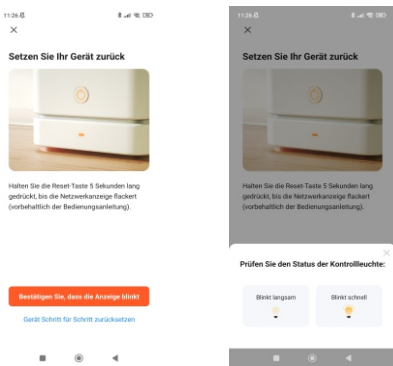 11:26
Setzen Sie Ihr Gerät zurück
Halten Sie die Reset-Taste 5 Sekunden lang
gedrückt, bis die Netzwerkanzeige flackert
(vorbehaltlich der Bedienungsanleitung).
Bestätigen Sie, dass die Anzeige blinkt
Gerät Schritt für Schritt zurücksetzen
11:26
Setzen Sie Ihr Gerät zurück
Halten Sie die Reset-Taste 5 Sekunden lang
gedrückt, bis die Netzwerkanzeige flackert
(vorbehaltlich der Bedienungsanleitung).
Prüfen Sie den Status der Kontrollleuchte:
Blinkt langsam
Blinkt schnell